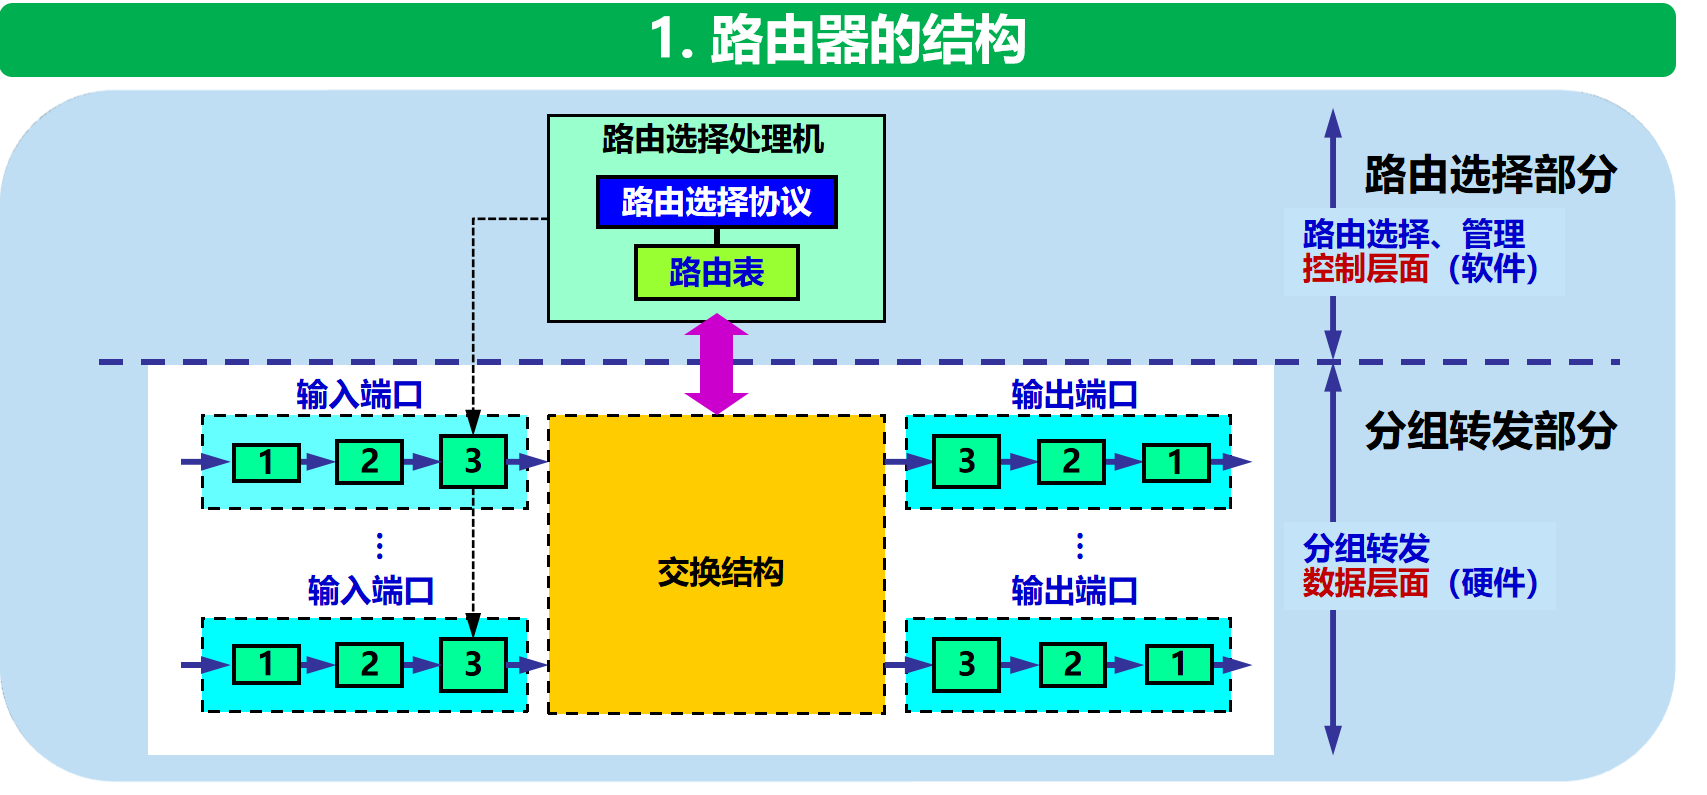 1. 路由器的结构
路由选择处理机
路由选择协议
路由表
路由选择部分
路由选择、管理
控制层面（软件）
输入端口
输出端口
1 2 3
3 2 1
分组转发部分
...
...
交换结构
分组转发
数据层面（硬件）
输入端口
输出端口
1 2 3
3 2 1